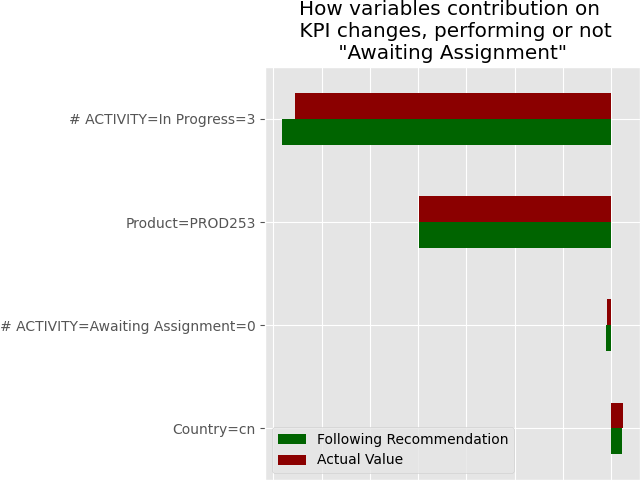 How variables contribution on
KPI changes, performing or not
"Awaiting Assignment"
# ACTIVITY=In Progress=3
Product=PROD253
# ACTIVITY=Awaiting Assignment=0
Country=cn
Following Recommendation
Actual Value